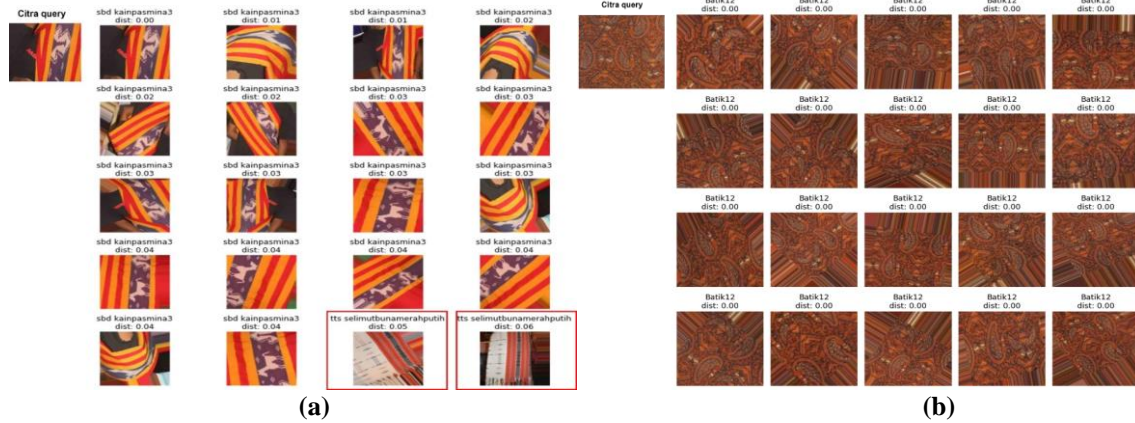 Citra query
sbd kainpasmina3 sbd kainpasmina3 sbd kainpasmina3 sbd kainpasmina3
dist: 0.00 dist: 0.01 dist: 0.01 dist: 0.02
sbd kainpasmina3 sbd kainpasmina3 sbd kainpasmina3 sbd kainpasmina3
dist: 0.02 dist: 0.02 dist: 0.03 dist: 0.03
sbd kainpasmina3 sbd kainpasmina3 sbd kainpasmina3 sbd kainpasmina3
dist: 0.03 dist: 0.03 dist: 0.03 dist: 0.03
sbd kainpasmina3 sbd kainpasmina3 sbd kainpasmina3 sbd kainpasmina3
dist: 0.04 dist: 0.04 dist: 0.04 dist: 0.04
sbd kainpasmina3 sbd kainpasmina3 tts selimutbunamerahputih tts selimutbunamerahputih
dist: 0.04 dist: 0.04 dist: 0.05 dist: 0.06
(a)
Citra query
Batik12 Batik12 Batik12 Batik12 Batik12
dist: 0.00 dist: 0.00 dist: 0.00 dist: 0.00 dist: 0.00
Batik12 Batik12 Batik12 Batik12 Batik12
dist: 0.00 dist: 0.00 dist: 0.00 dist: 0.00 dist: 0.00
Batik12 Batik12 Batik12 Batik12 Batik12
dist: 0.00 dist: 0.00 dist: 0.00 dist: 0.00 dist: 0.00
Batik12 Batik12 Batik12 Batik12 Batik12
dist: 0.00 dist: 0.00 dist: 0.00 dist: 0.00 dist: 0.00
(b)